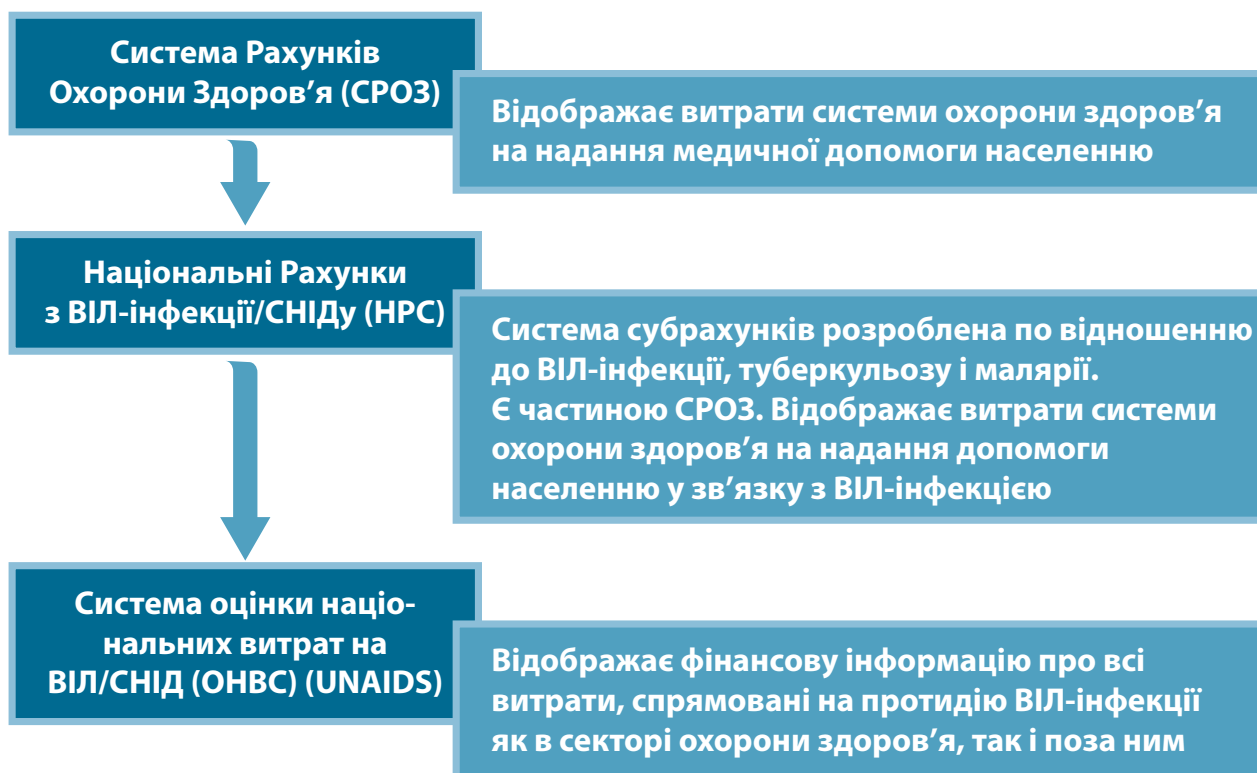 Система Рахунків
Охорони Здоров’я (СРОЗ)
Відображає витрати системи охорони здоров’я
на надання медичної допомоги населенню
Національні Рахунки
з ВІЛ-інфекції/СНІДу (НРС)
Система субрахунків розроблена по відношенню
до ВІЛ-інфекції, туберкульозу і малярії.
Є частиною СРОЗ. Відображає витрати системи
охорони здоров’я на надання допомоги
населенню у зв’язку з ВІЛ-інфекцією
Система оцінки націо-
нальних витрат на
ВІЛ/СНІД (ОНВС) (UNAIDS)
Відображає фінансову інформацію про всі
витрати, спрямовані на протидію ВІЛ-інфекції
як в секторі охорони здоров’я, так і поза ним